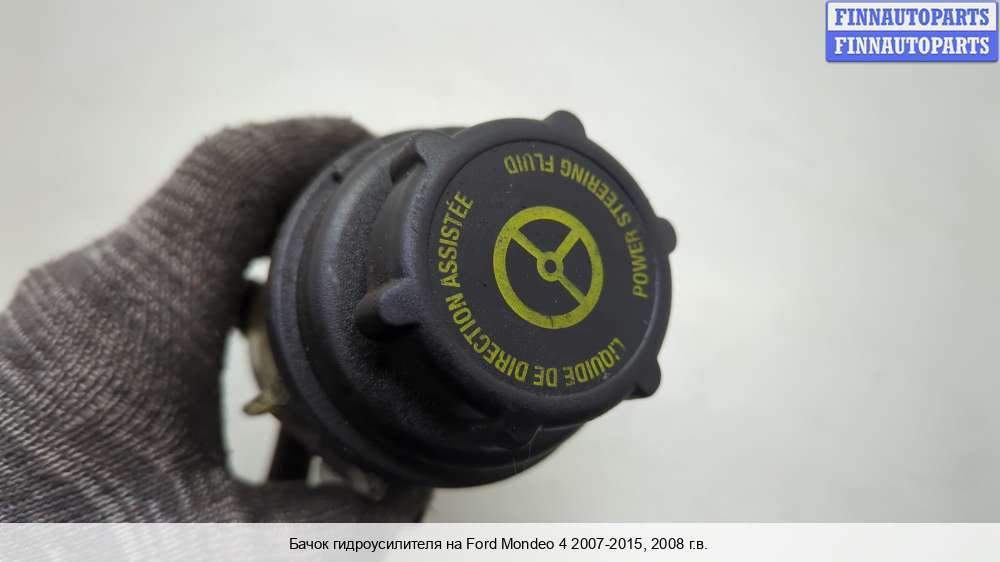 FINNAUTOPARTS
FINNAUTOPARTS
POWER STEERING FLUID
LIQUIDE DE DIRECTION ASSISTÉE
Бачок гидроусилителя на Ford Mondeo 4 2007-2015, 2008 г.в.